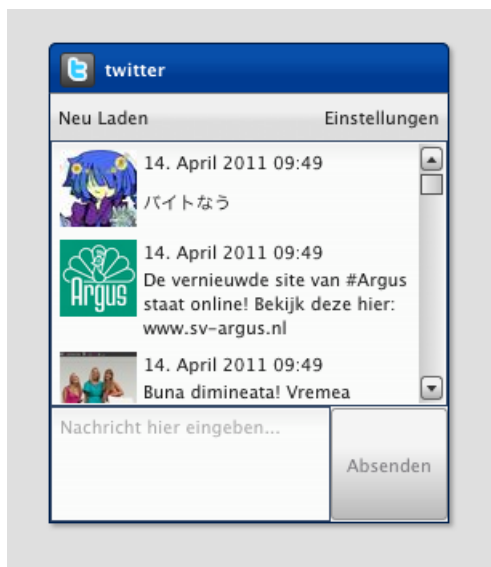 twitter
Neu Laden
Einstellungen
14. April 2011 09:49
バイトなう
Argus
14. April 2011 09:49
De vernieuwde site van #Argus
staat online! Bekijk deze hier:
www.sv-argus.nl
14. April 2011 09:49
Buna dimineata! Vremea
Nachricht hier eingeben...
Absenden